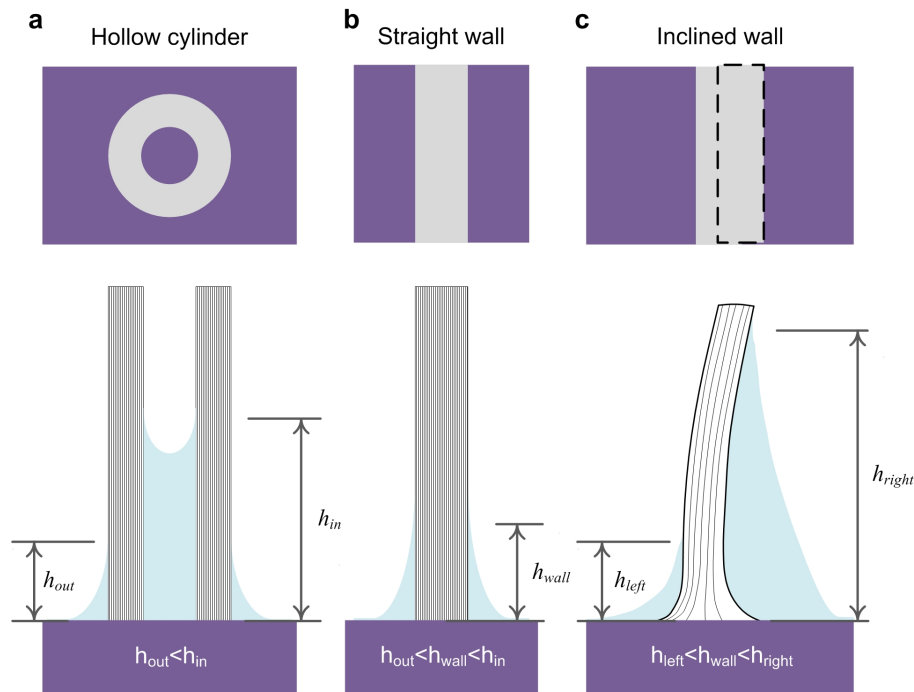 a
Hollow cylinder
b
Straight wall
c
Inclined wall
h_out
h_in
h_wall
h_left
h_right
h_out<h_in
h_out<h_wall<h_in
h_left<h_wall<h_right